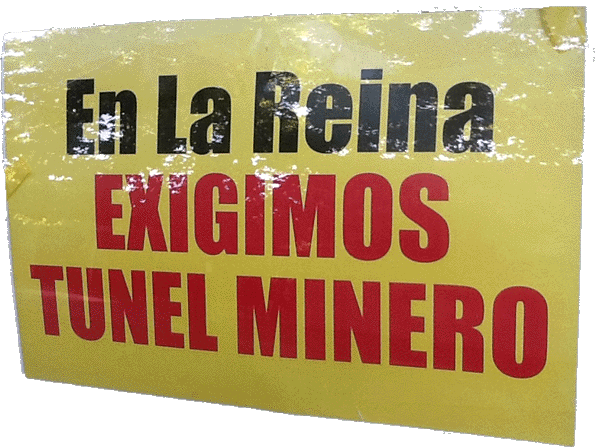 En La Reina
EXIGIMOS
TUNEL MINERO